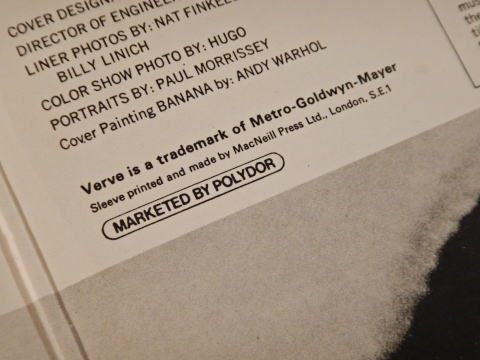 COVER DESIGN:
DIRECTOR OF ENGINEER
LINER PHOTOS BY: NAT FINKEL
BILLY LINICH
COLOR SHOW PHOTO BY: HUGO
PORTRAITS BY: PAUL MORRISSEY
Cover Painting BANANA by: ANDY WARHOL
Verve is a trademark of Metro-Goldwyn-Mayer
Sleeve printed and made by MacNeill Press Ltd., London, S.E.1
MARKETED BY POLYDOR